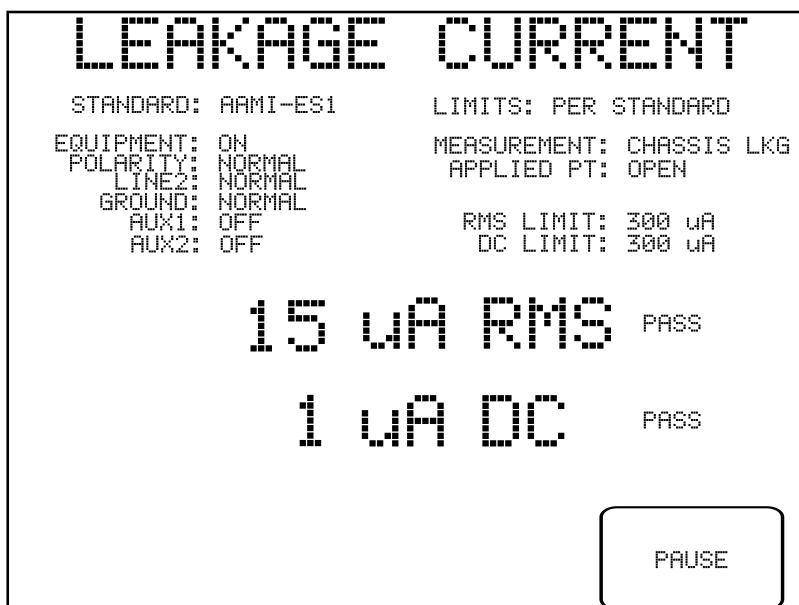 LEAKAGE CURRENT
STANDARD: AAMI-ES1
LIMITS: PER STANDARD
EQUIPMENT: ON
POLARITY: NORMAL
LINE2: NORMAL
GROUND: NORMAL
AUX1: OFF
AUX2: OFF
MEASUREMENT: CHASSIS LKG
APPLIED PT: OPEN
RMS LIMIT: 300 uA
DC LIMIT: 300 uA
15 uA RMS PASS
1 uA DC PASS
PAUSE